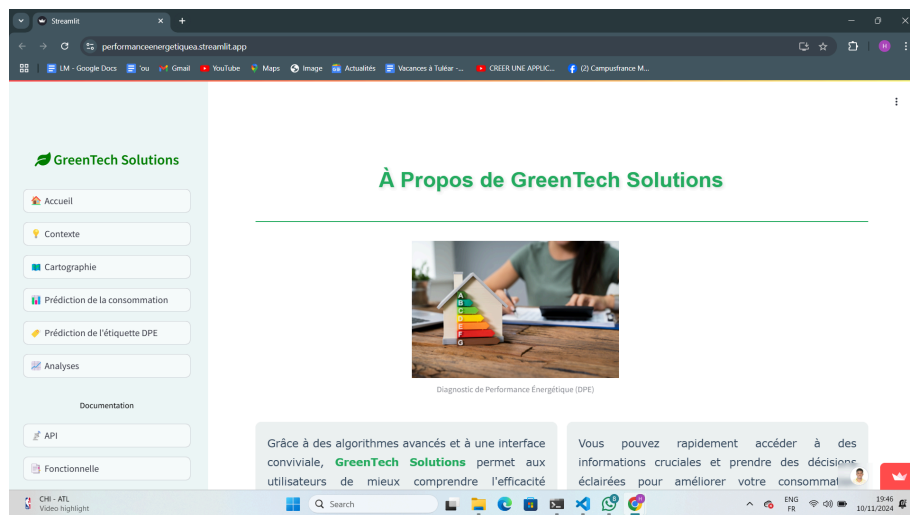 Streamlit
performanceenergetiquea.streamlit.app
H
LM - Google Docs
'ou
Gmail
YouTube
Maps
Image
Actualités
Vacances à Tuléar -...
CREER UNE APPLIC...
(2) Campusfrance M...
GreenTech Solutions
Accueil
Contexte
Cartographie
Prédiction de la consommation
Prédiction de l'étiquette DPE
Analyses
Documentation
API
Fonctionnelle
À Propos de GreenTech Solutions
A
B
C
D
E
F
G
Diagnostic de Performance Énergétique (DPE)
Grâce à des algorithmes avancés et à une interface
conviviale, GreenTech Solutions permet aux
utilisateurs de mieux comprendre l'efficacité
Vous pouvez rapidement accéder à des
informations cruciales et prendre des décisions
éclairées pour améliorer votre consommat
CHI - ATL
Video highlight
Search
ENG
FR
19:46
10/11/2024